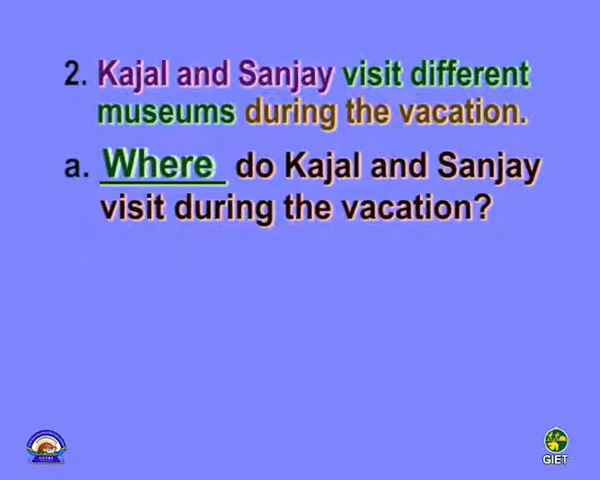 2. Kajal and Sanjay visit different
museums during the vacation.
a. Where do Kajal and Sanjay
visit during the vacation?
GIET